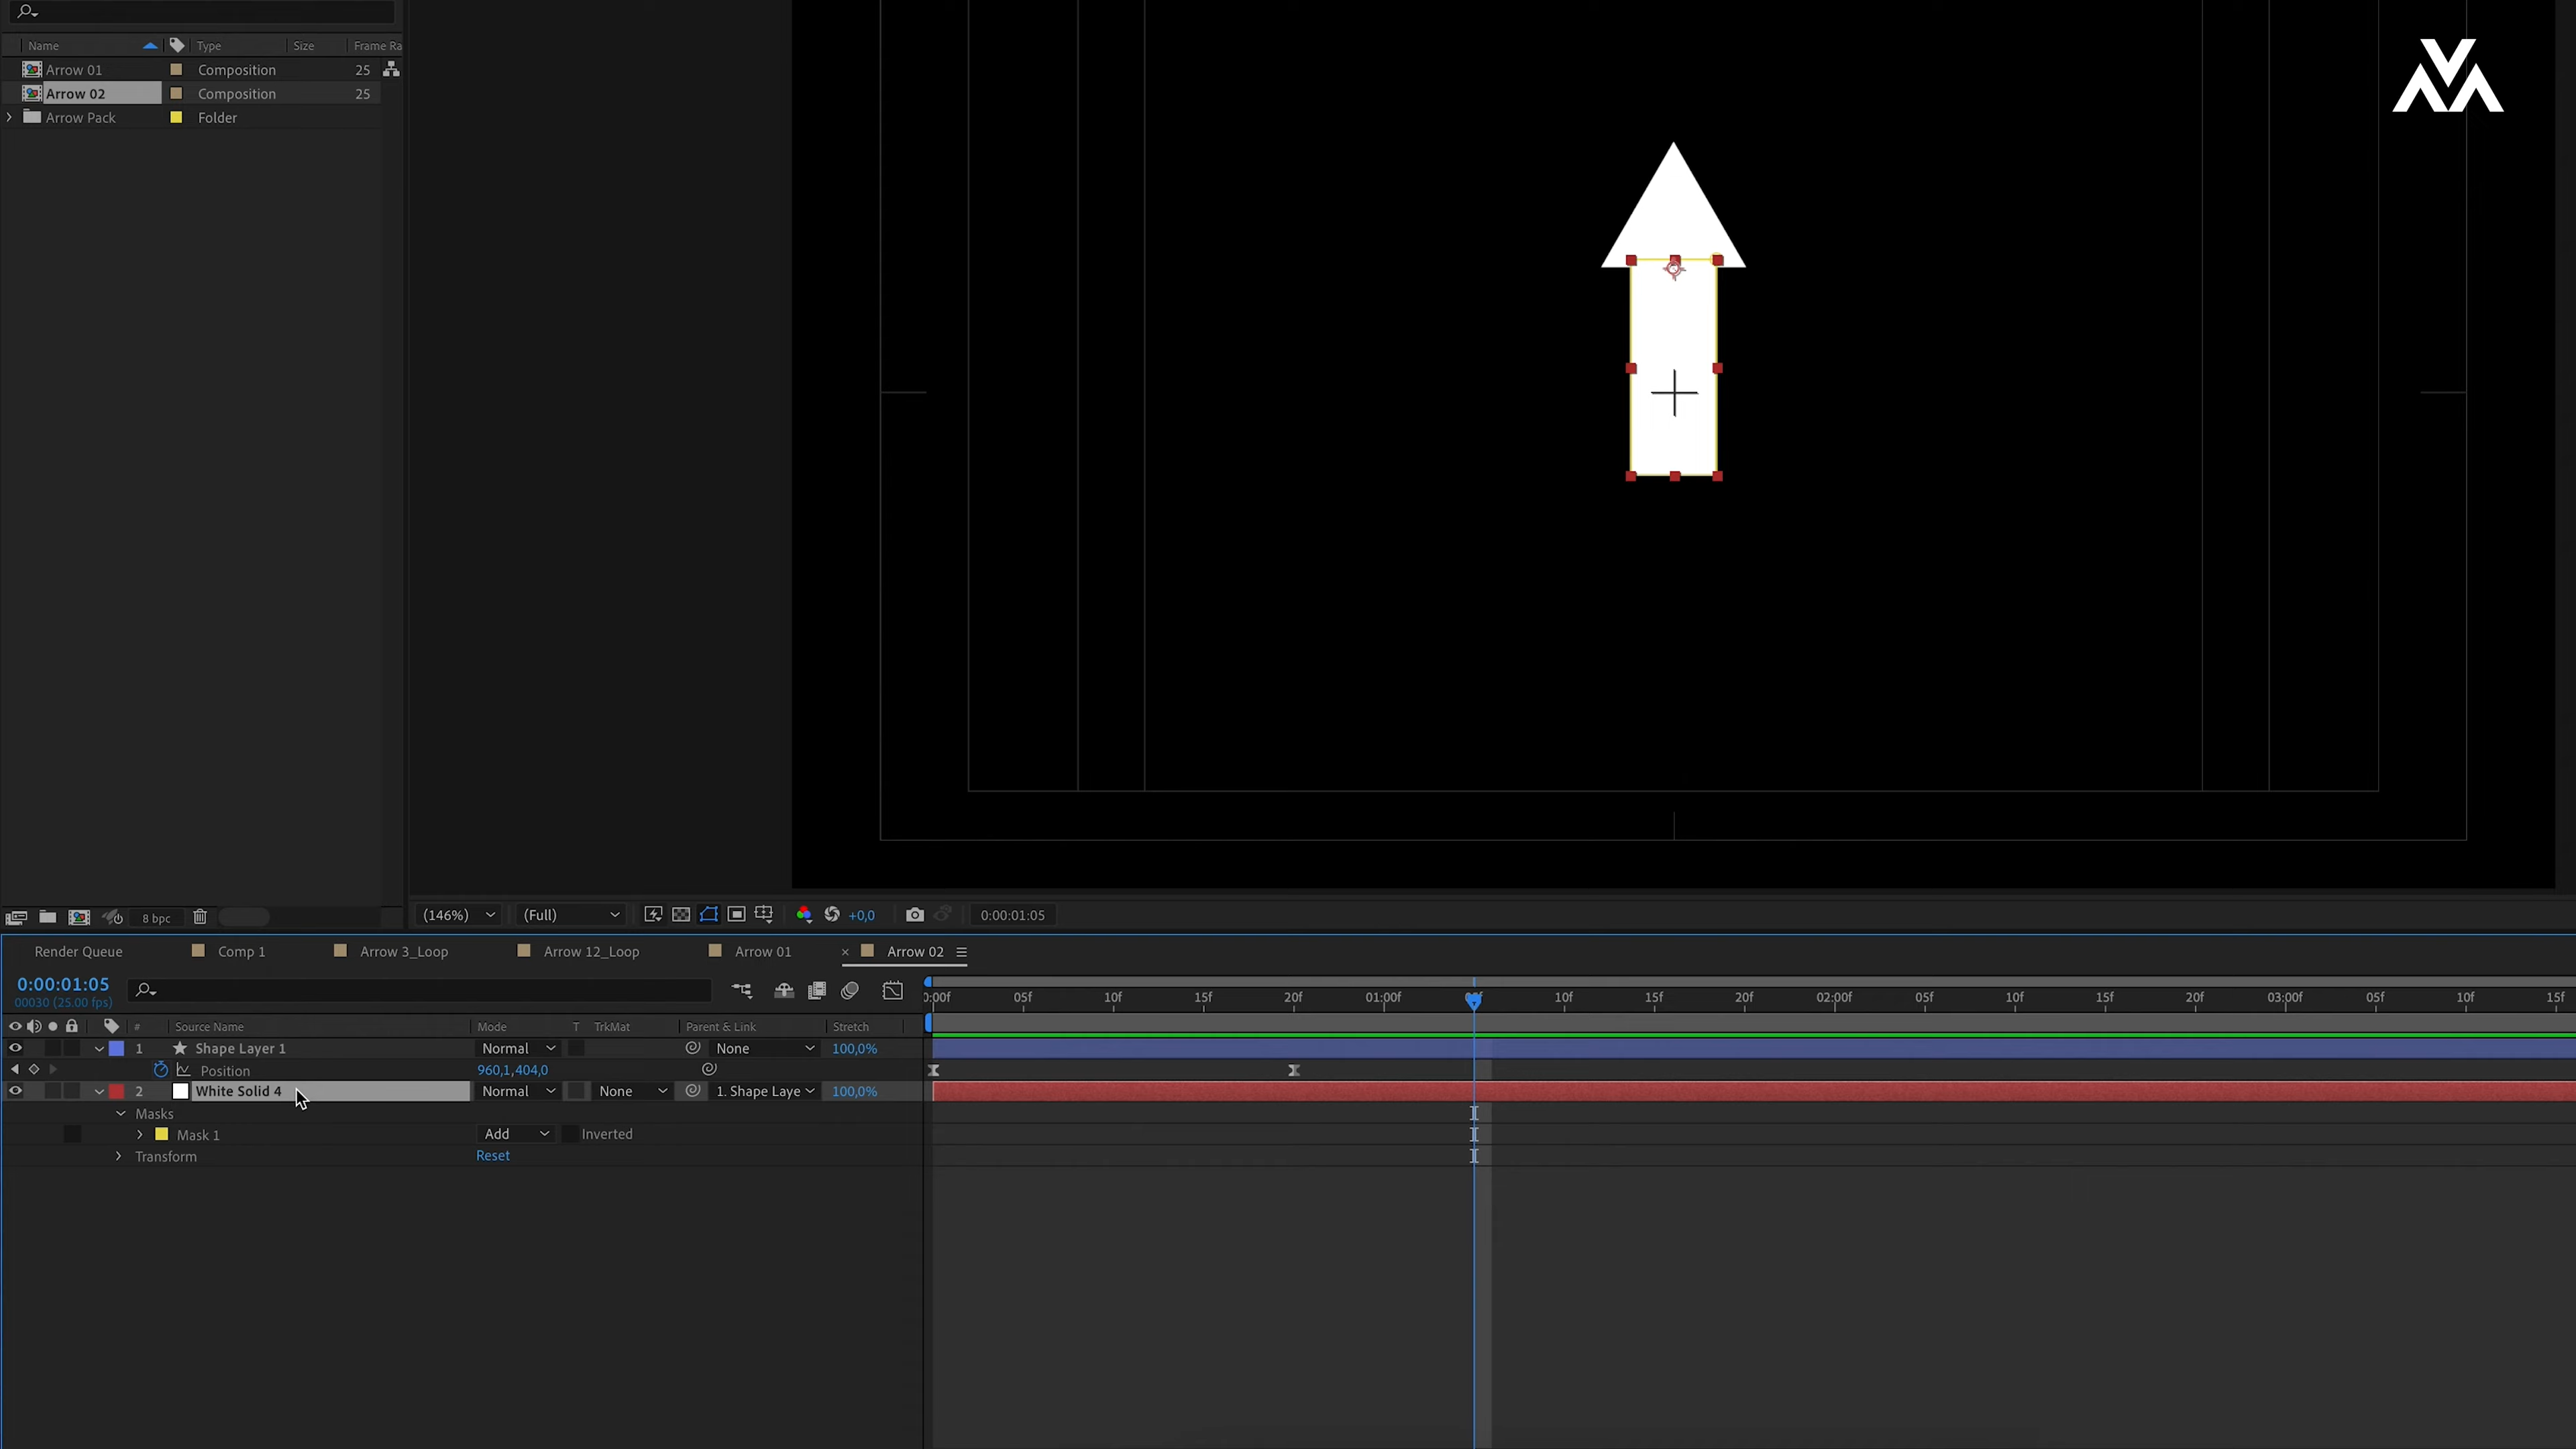 Name Type Size Frame Ra
Arrow 01 Composition 25
Arrow 02 Composition 25
Arrow Pack Folder
8 bpc
(146%) (Full) +0,0 0:00:01:05
Render Queue Comp 1 Arrow 3_Loop Arrow 12_Loop Arrow 01 × Arrow 02
0:00:01:05
00030 (25.00 fps)
0:00f 05f 10f 15f 20f 01:00f 10f 15f 20f 02:00f 05f 10f 15f 20f 03:00f 05f 10f 15f
# Source Name Mode T TrkMat Parent & Link Stretch
1 Shape Layer 1 Normal None 100,0%
Position 960,1,404,0
2 White Solid 4 Normal None 1. Shape Laye 100,0%
Masks
Mask 1 Add Inverted
Transform Reset